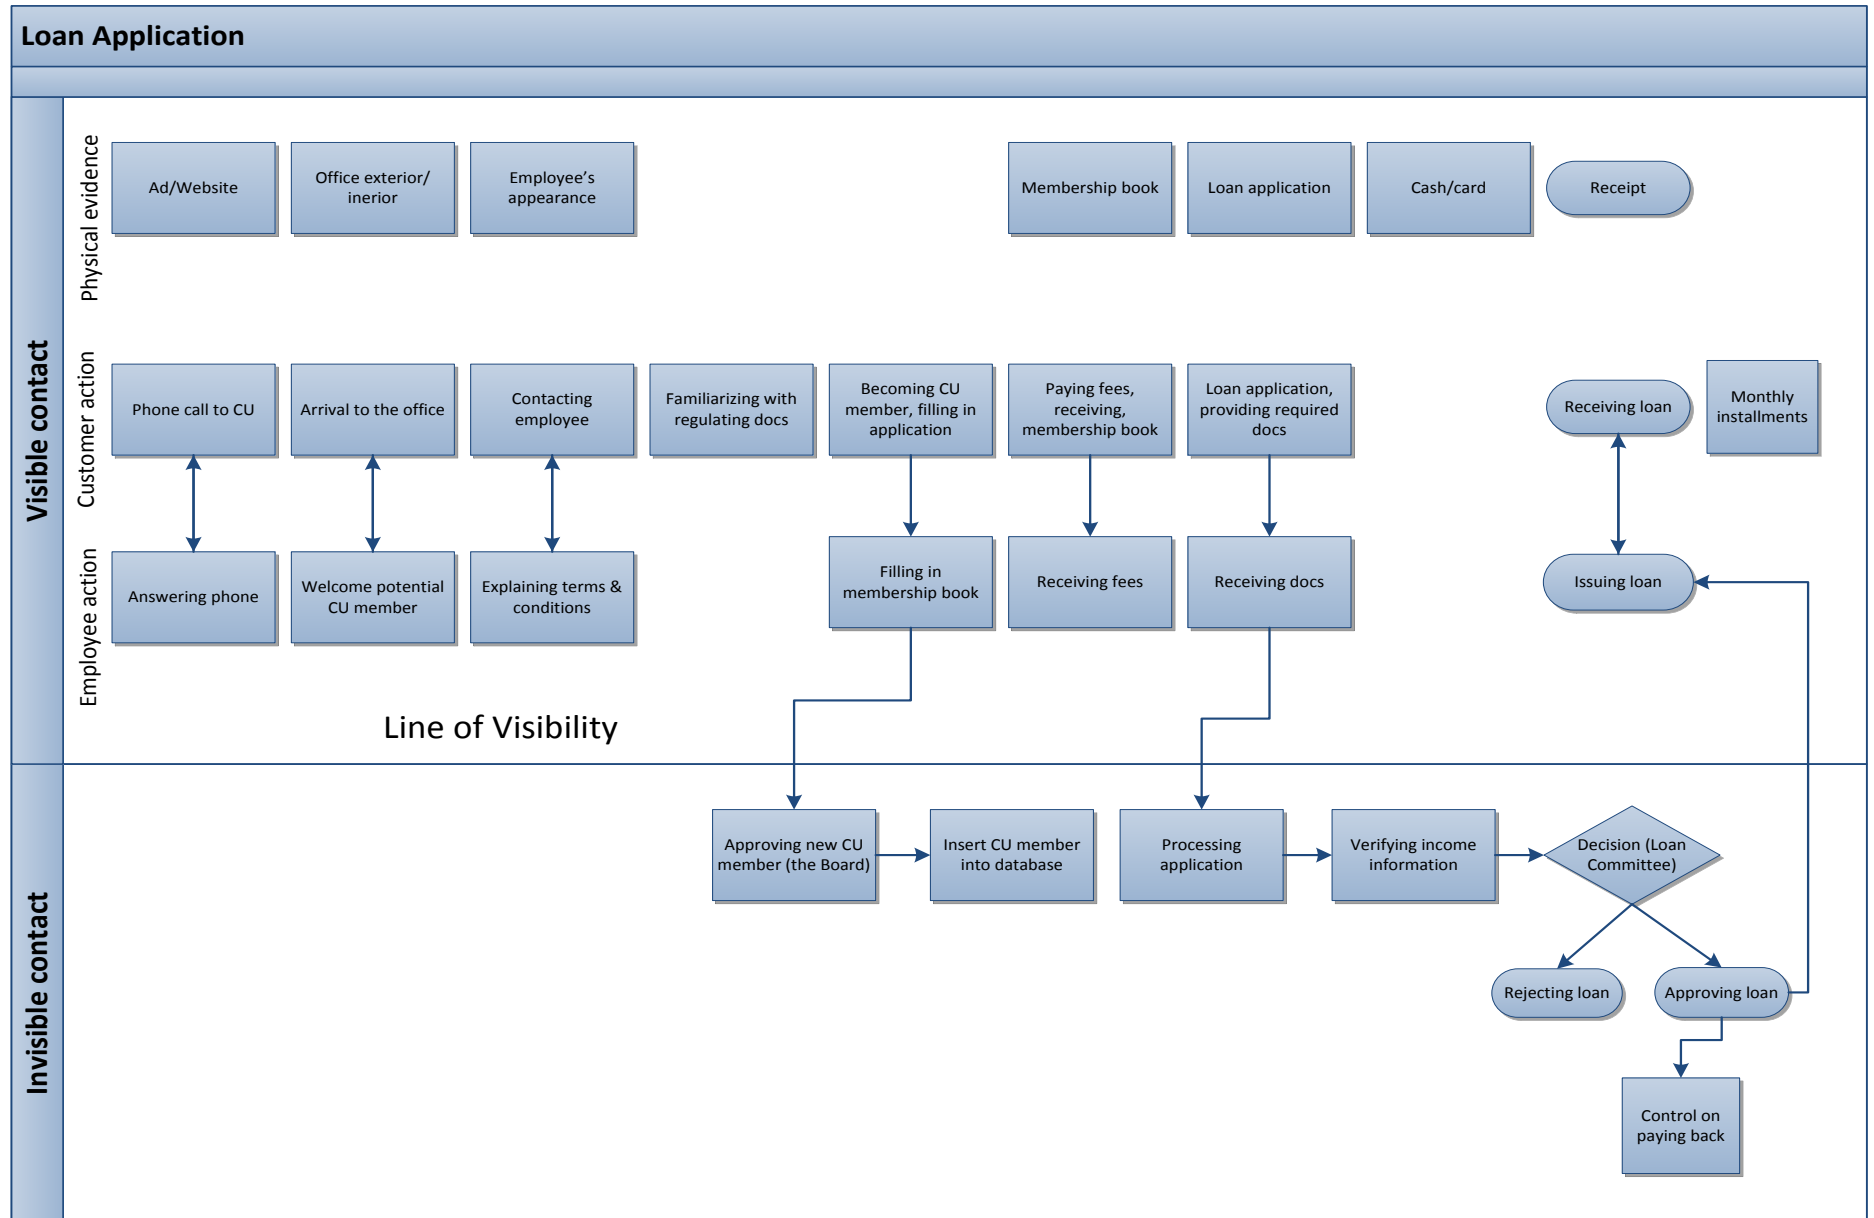 Loan Application
Visible contact
Physical evidence
Ad/Website
Office exterior/
inerior
Employee's
appearance
Membership book
Loan application
Cash/card
Receipt
Customer action
Phone call to CU
Arrival to the office
Contacting
employee
Familiarizing with
regulating docs
Becoming CU
member, filling in
application
Paying fees,
receiving,
membership book
Loan application,
providing required
docs
Receiving loan
Monthly
installments
Employee action
Answering phone
Welcome potential
CU member
Explaining terms &
conditions
Filling in
membership book
Receiving fees
Receiving docs
Issuing loan
Line of Visibility
Invisible contact
Approving new CU
member (the Board)
Insert CU member
into database
Processing
application
Verifying income
information
Decision (Loan
Committee)
Rejecting loan
Approving loan
Control on
paying back